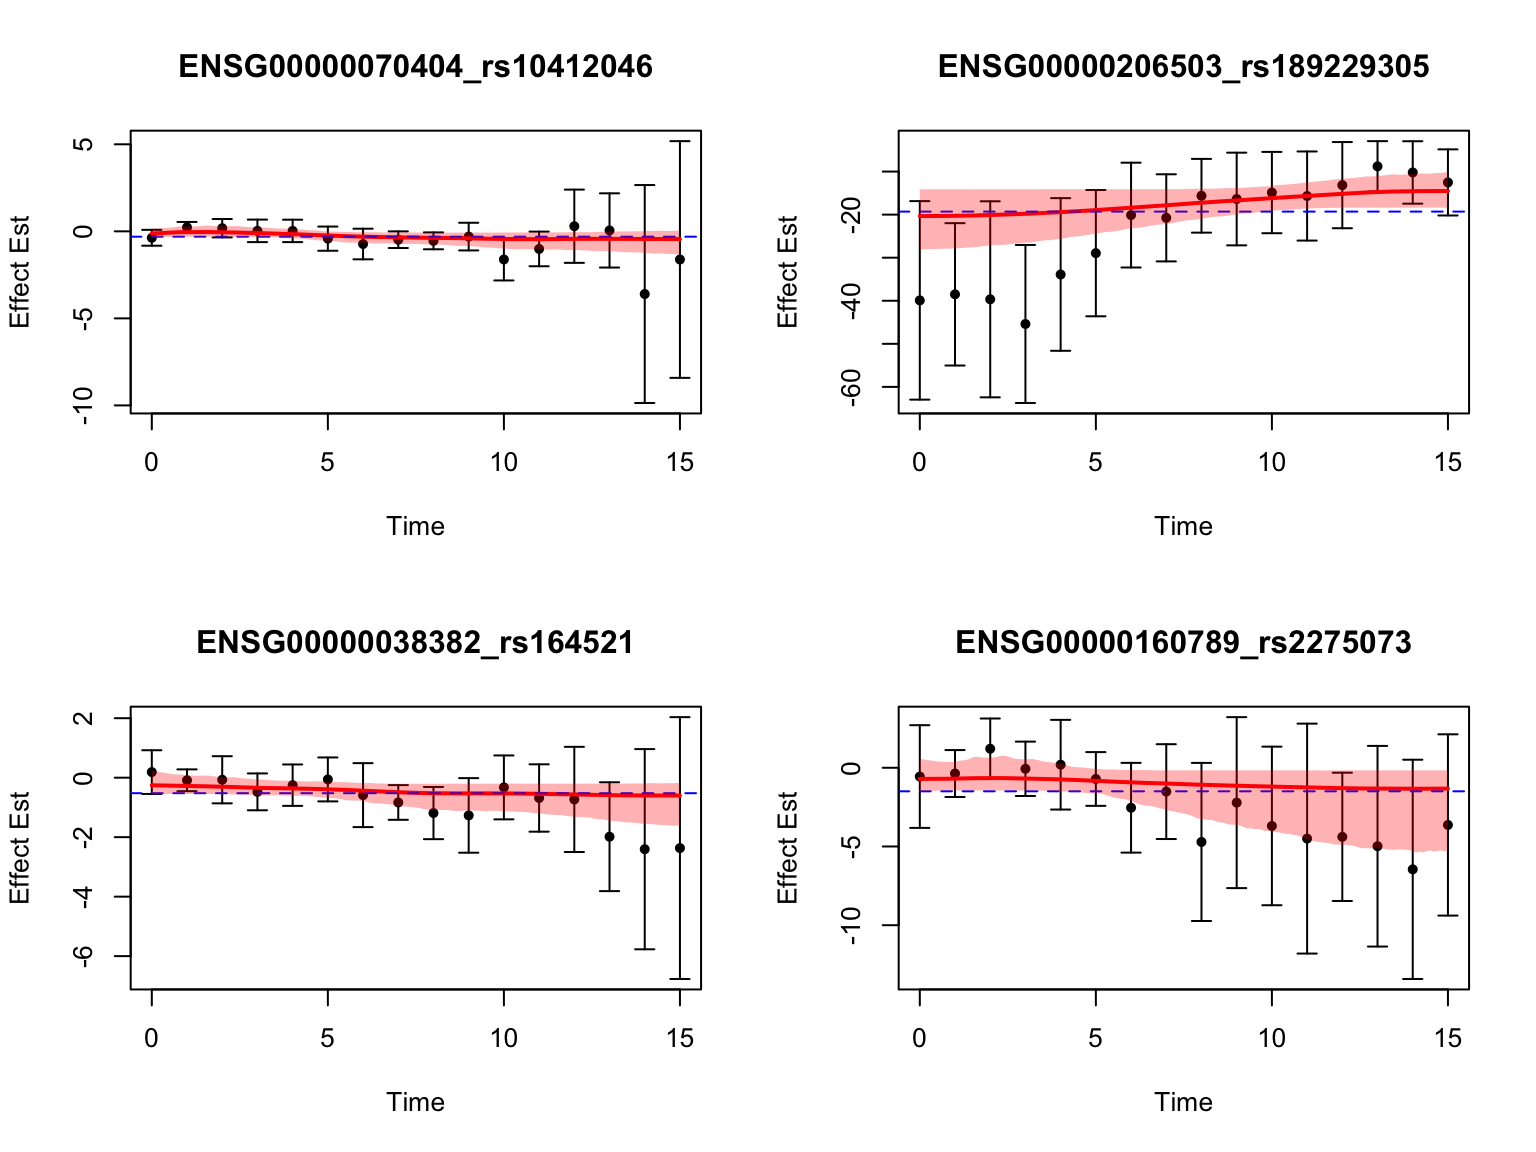 ENSG00000070404_rs10412046
Effect Est
5
0
-5
-10
0 5 10 15
Time
ENSG00000206503_rs189229305
Effect Est
-20
-40
-60
0 5 10 15
Time
ENSG00000038382_rs164521
Effect Est
2
0
-2
-4
-6
0 5 10 15
Time
ENSG00000160789_rs2275073
Effect Est
0
-5
-10
0 5 10 15
Time